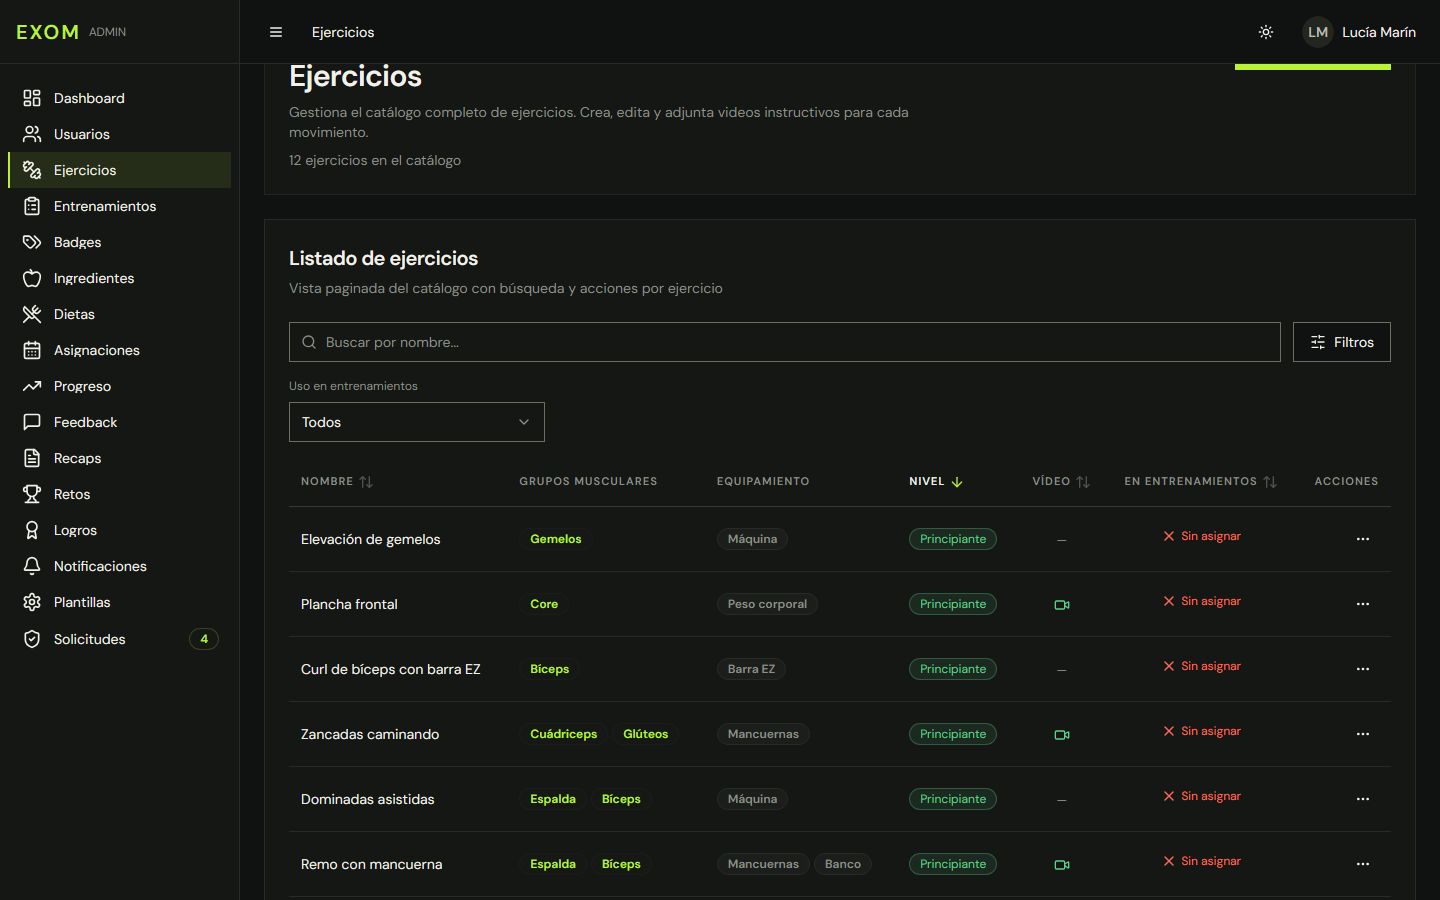 EXOM ADMIN
Ejercicios
LM Lucía Marín
Dashboard
Usuarios
Ejercicios
Entrenamientos
Badges
Ingredientes
Dietas
Asignaciones
Progreso
Feedback
Recaps
Retos
Logros
Notificaciones
Plantillas
Solicitudes 4
Ejercicios
Gestiona el catálogo completo de ejercicios. Crea, edita y adjunta videos instructivos para cada
movimiento.
12 ejercicios en el catálogo
Listado de ejercicios
Vista paginada del catálogo con búsqueda y acciones por ejercicio
Buscar por nombre...
Filtros
Uso en entrenamientos
Todos
NOMBRE GRUPOS MUSCULARES EQUIPAMIENTO NIVEL VÍDEO EN ENTRENAMIENTOS ACCIONES
Elevación de gemelos Gemelos Máquina Principiante — Sin asignar
Plancha frontal Core Peso corporal Principiante Sin asignar
Curl de bíceps con barra EZ Bíceps Barra EZ Principiante — Sin asignar
Zancadas caminando Cuádriceps Glúteos Mancuernas Principiante Sin asignar
Dominadas asistidas Espalda Bíceps Máquina Principiante — Sin asignar
Remo con mancuerna Espalda Bíceps Mancuernas Banco Principiante Sin asignar